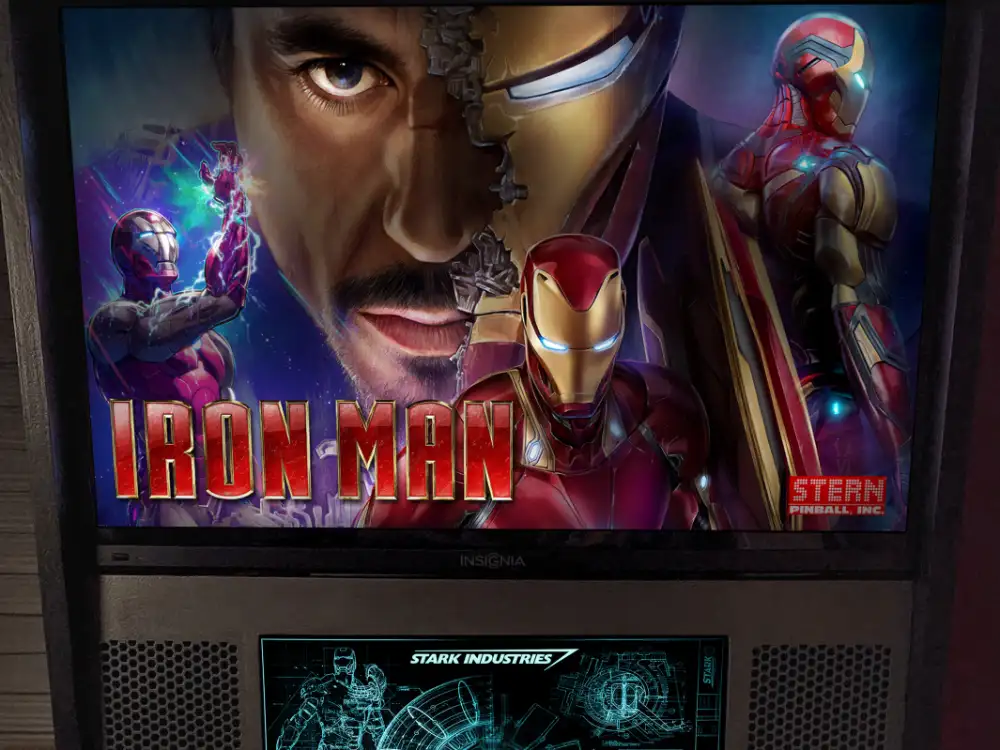 IRON MAN
STERN
PINBALL, INC.
INSIGNIA
STARK INDUSTRIES
STARK